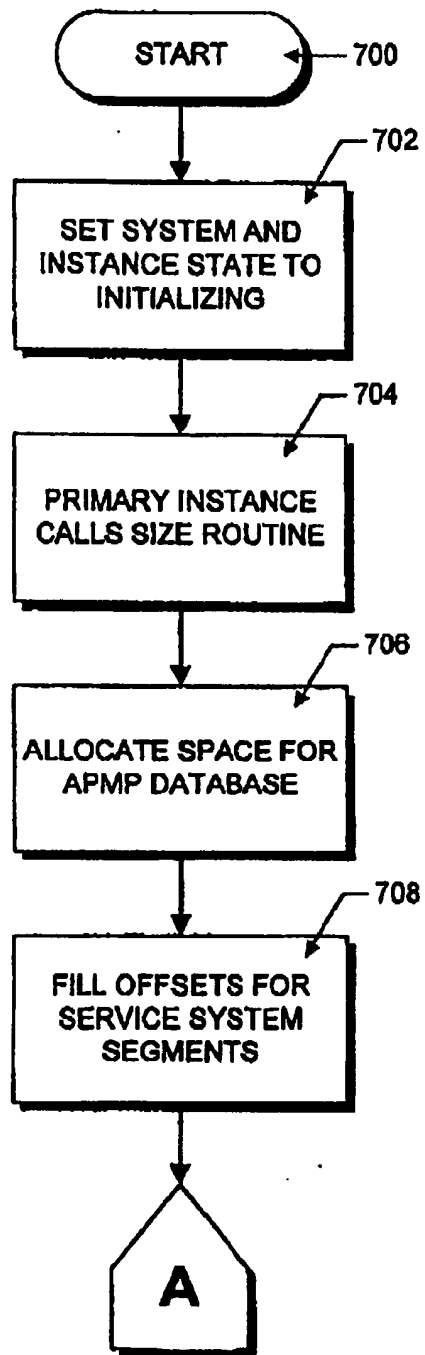 START
700
702
SET SYSTEM AND
INSTANCE STATE TO
INITIALIZING
704
PRIMARY INSTANCE
CALLS SIZE ROUTINE
706
ALLOCATE SPACE FOR
APMP DATABASE
708
FILL OFFSETS FOR
SERVICE SYSTEM
SEGMENTS
A